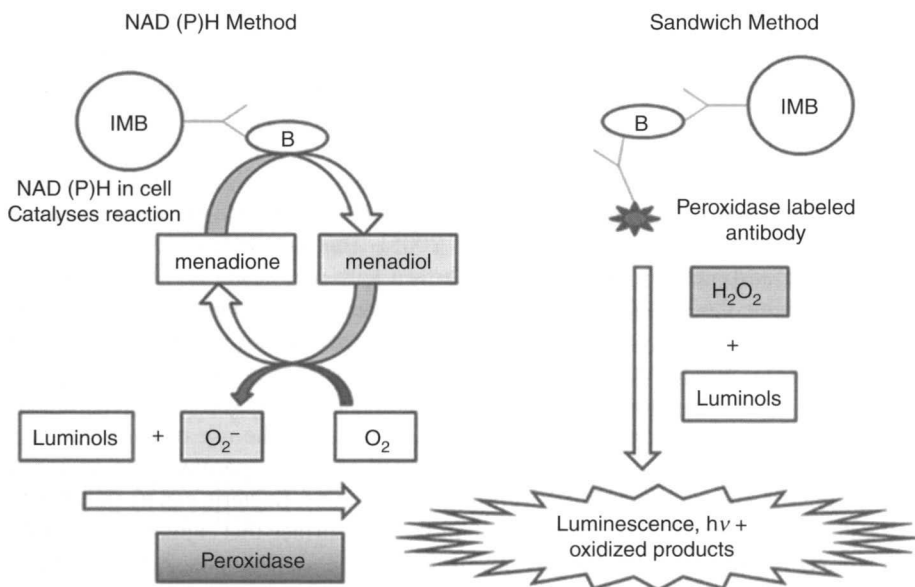 NAD (P)H Method
IMB
B
NAD (P)H in cell
Catalyses reaction
menadione
menadiol
Luminols
+
O₂⁻
O₂
Peroxidase
Sandwich Method
B
IMB
Peroxidase labeled
antibody
H₂O₂
+
Luminols
Luminescence, hν +
oxidized products